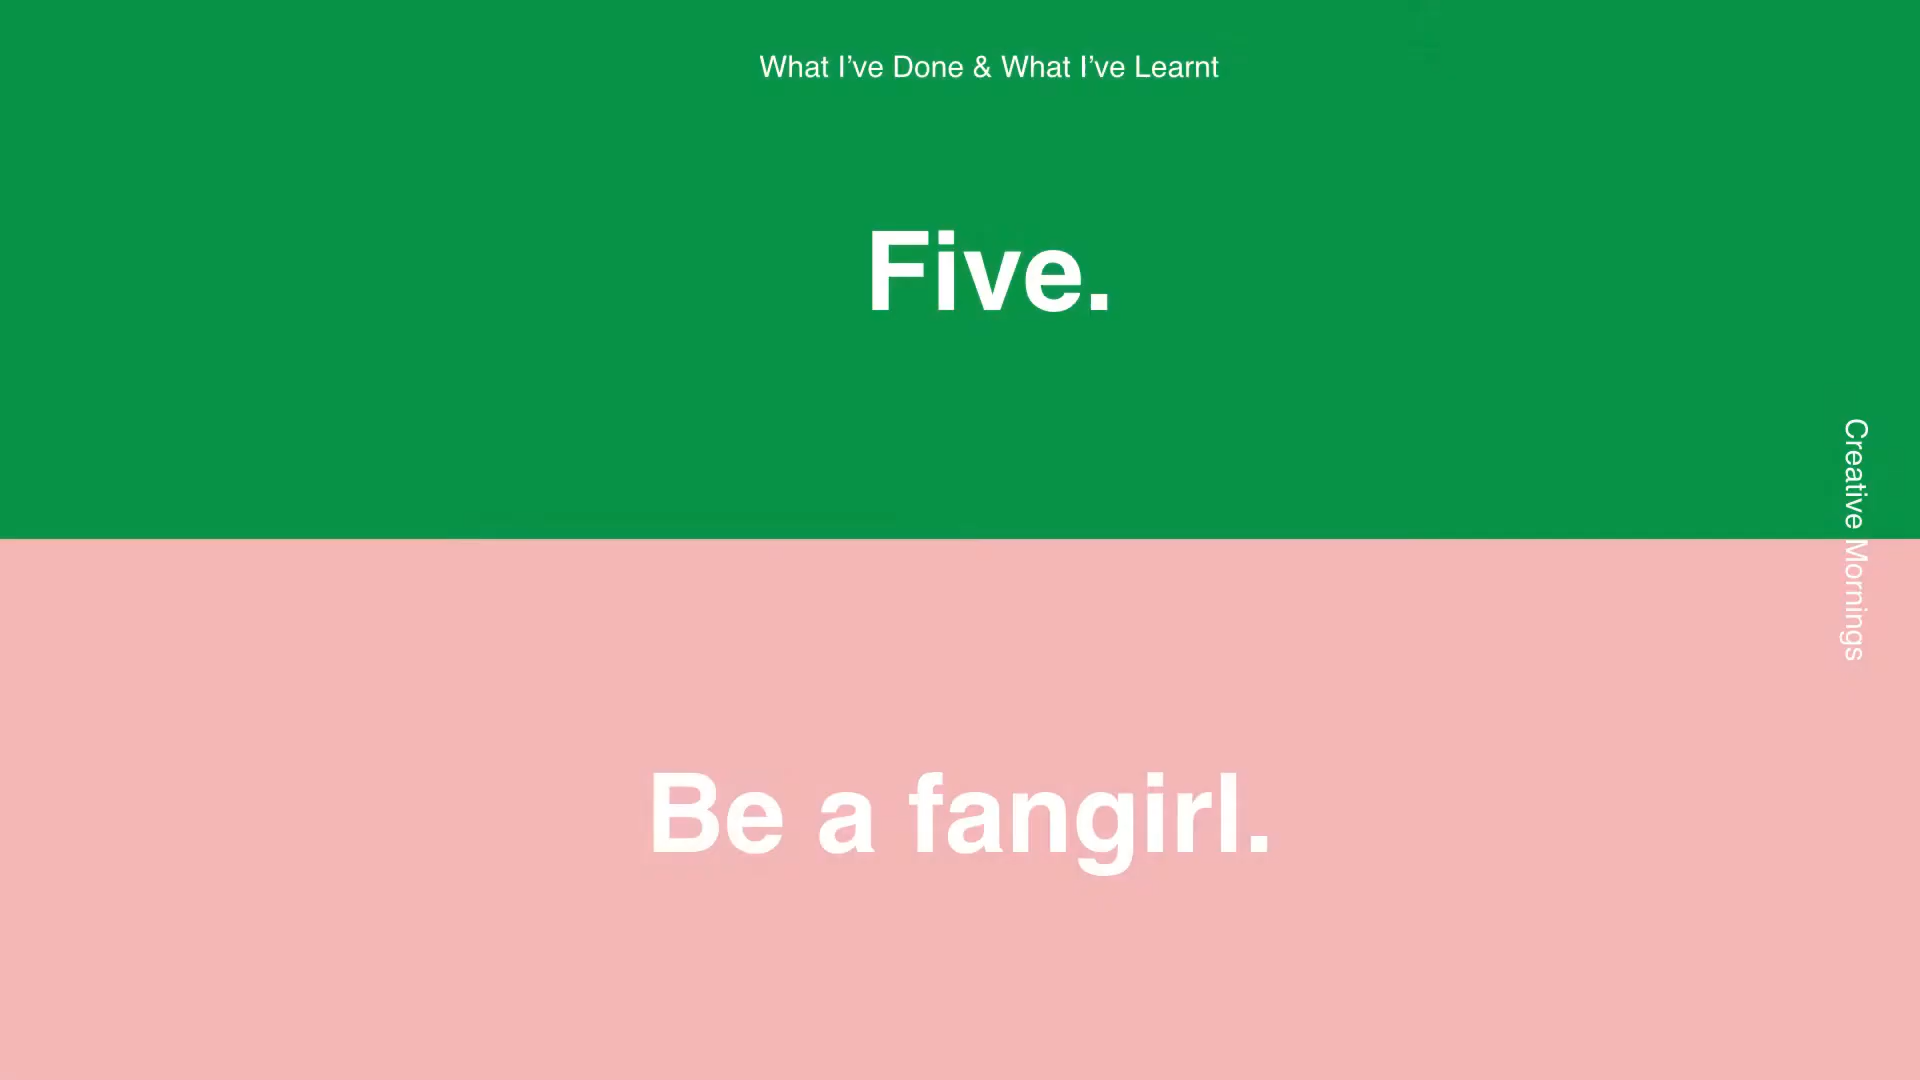 What I’ve Done & What I’ve Learnt
Five.
Creative Mornings
Be a fangirl.